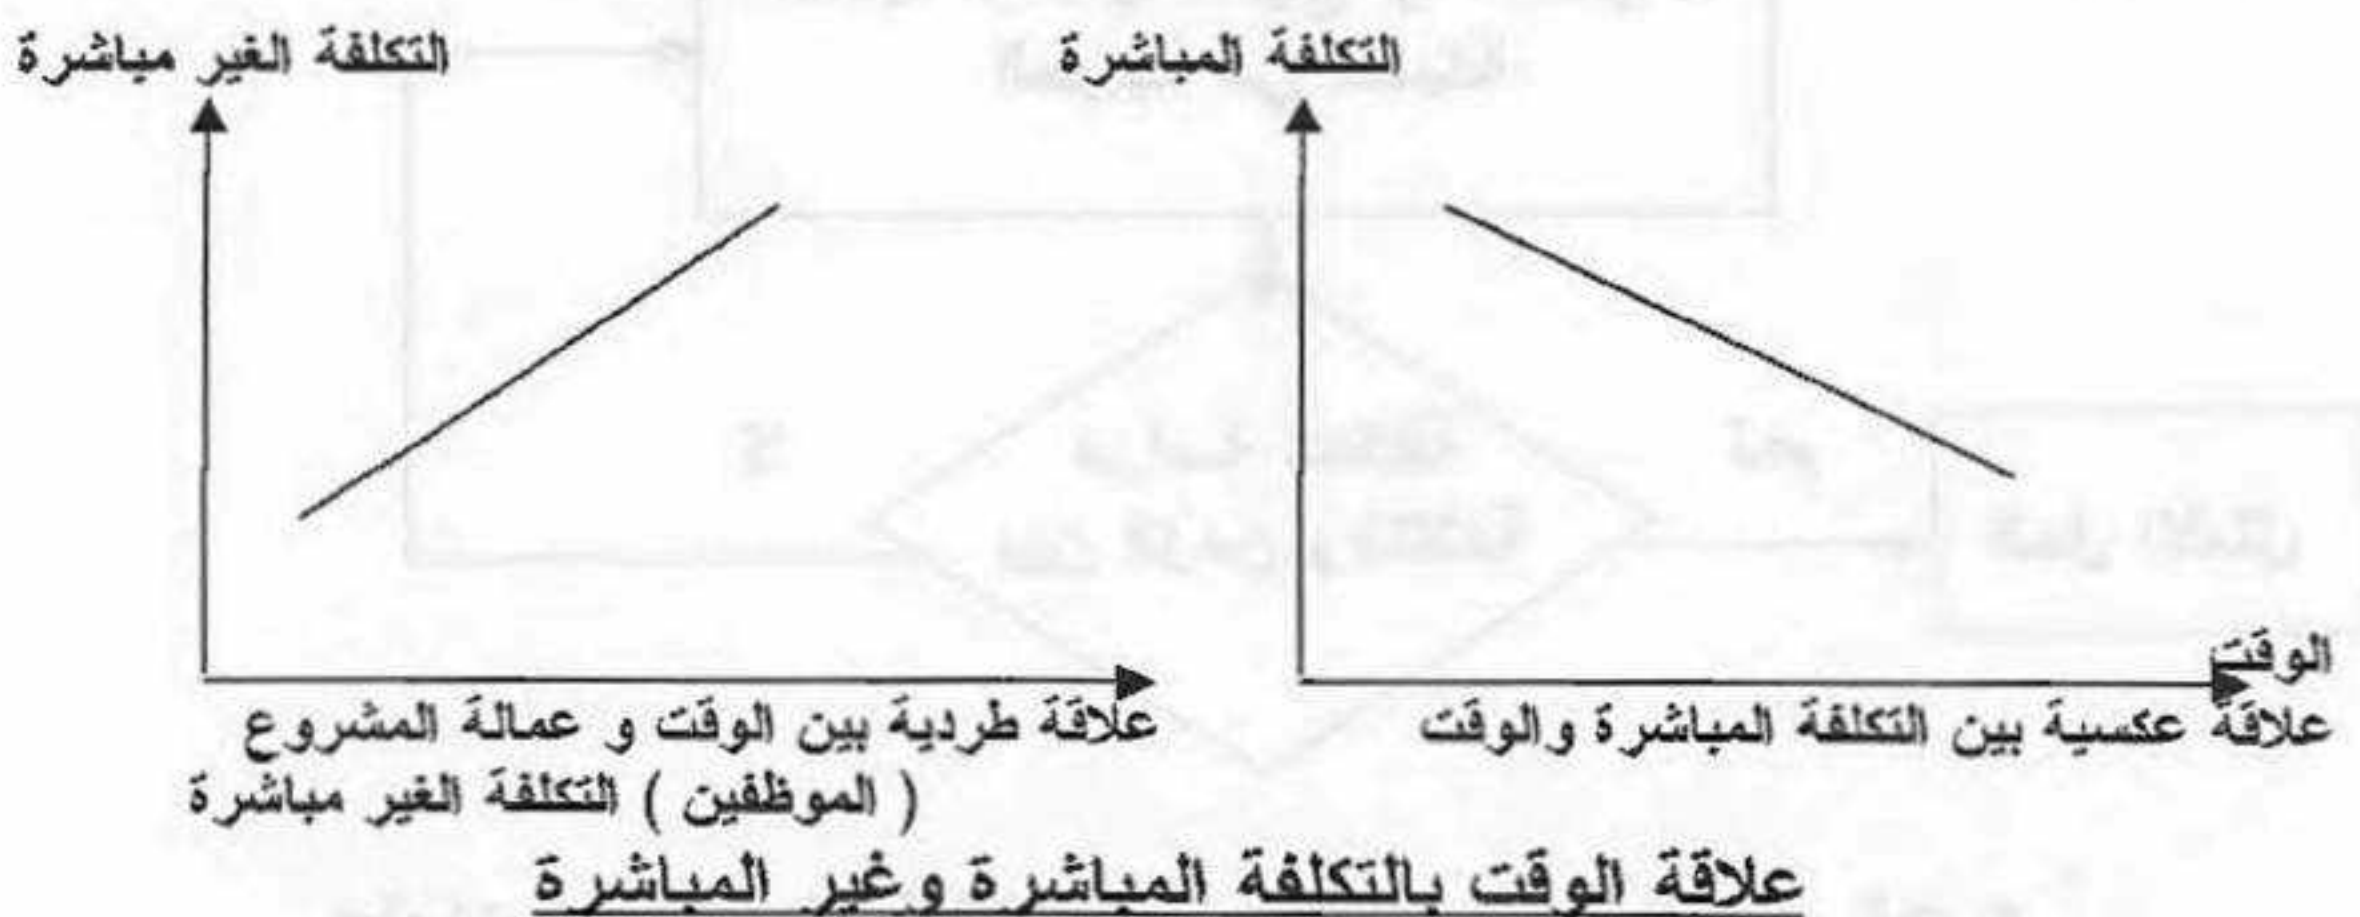 التكلفة المباشرة
التكلفة الغير مباشرة
الوقت
علاقة عكسية بين التكلفة المباشرة والوقت
علاقة طردية بين الوقت و عمالة المشروع
( الموظفين ) التكلفة الغير مباشرة
علاقة الوقت بالتكلفة المباشرة وغير المباشرة